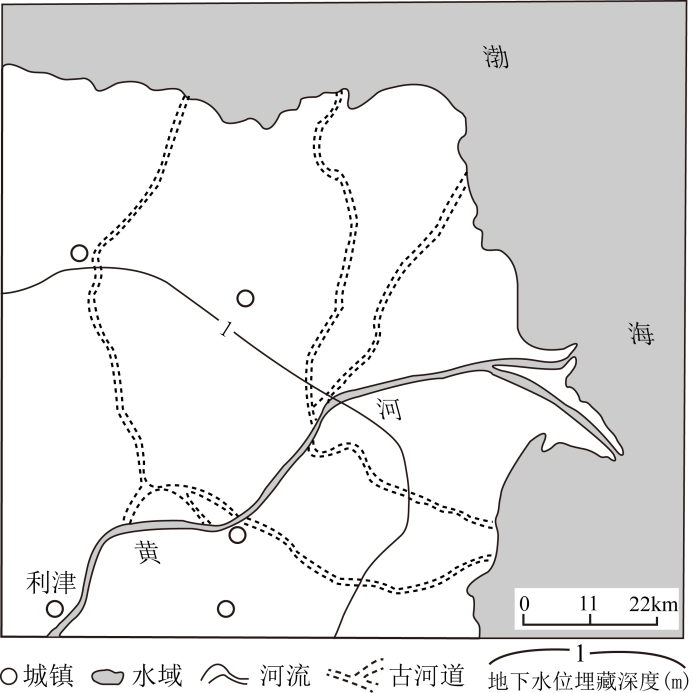 渤
海
1
河
黄
利津
0 11 22km
城镇 水域 河流 古河道 1
地下水位埋藏深度(m)